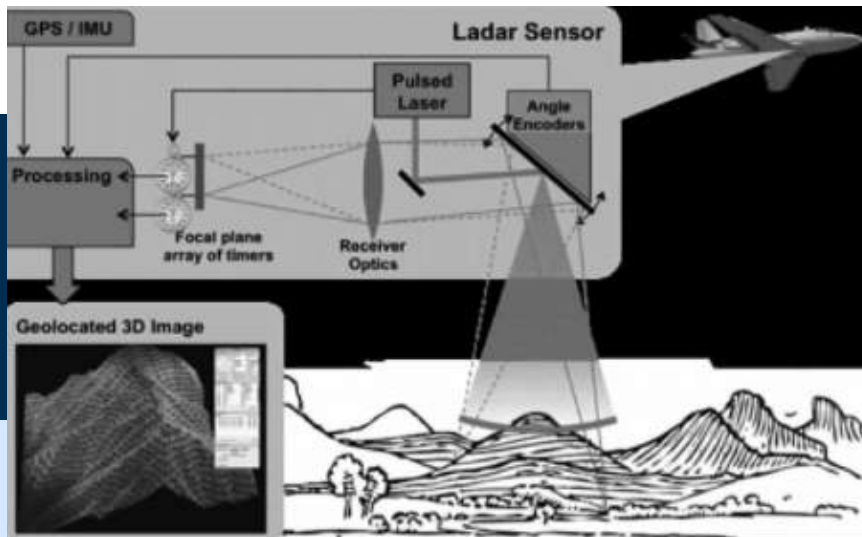 GPS / IMU
Ladar Sensor
Pulsed
Laser
Angle
Encoders
Processing
Focal plane
array of timers
Receiver
Optics
Geolocated 3D Image